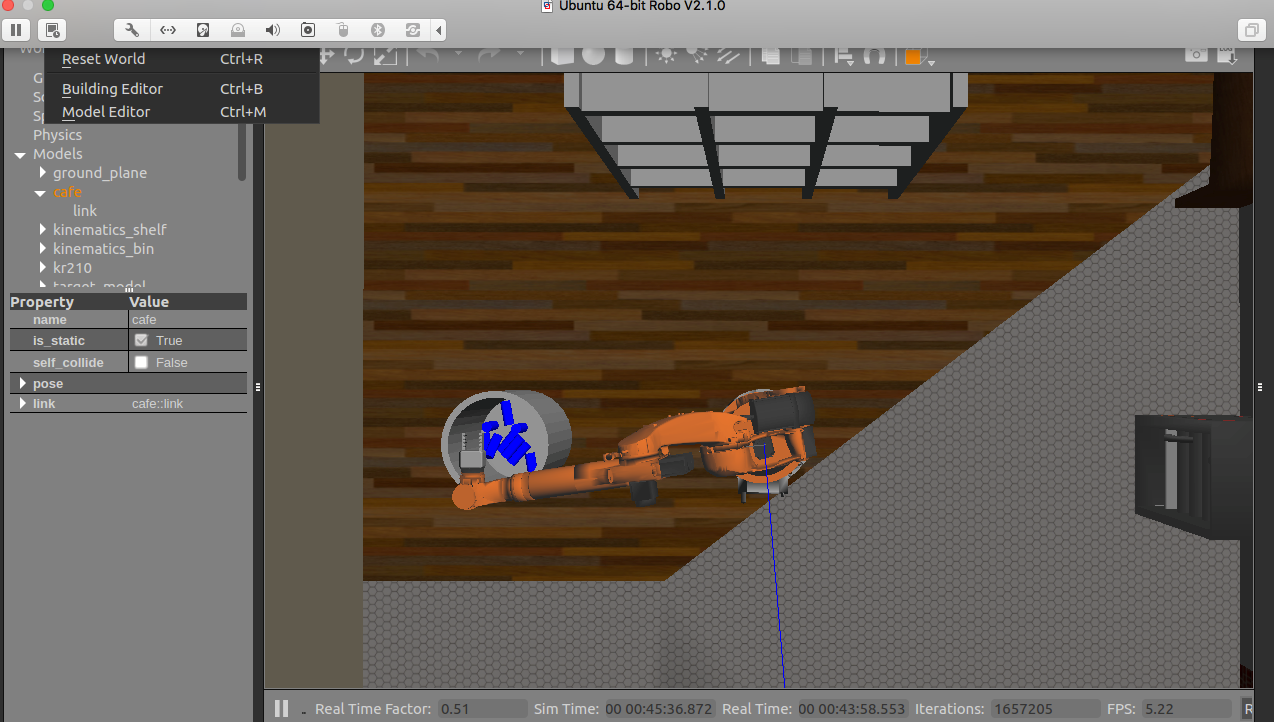 Ubuntu 64-bit Robo V2.1.0
Reset World Ctrl+R
Building Editor Ctrl+B
Model Editor Ctrl+M
Physics
Models
ground_plane
cafe
link
kinematics_shelf
kinematics_bin
kr210
target_model
Property Value
name cafe
is_static True
self_collide False
pose
link cafe::link
Real Time Factor: 0.51 Sim Time: 00 00:45:36.872 Real Time: 00 00:43:58.553 Iterations: 1657205 FPS: 5.22 R